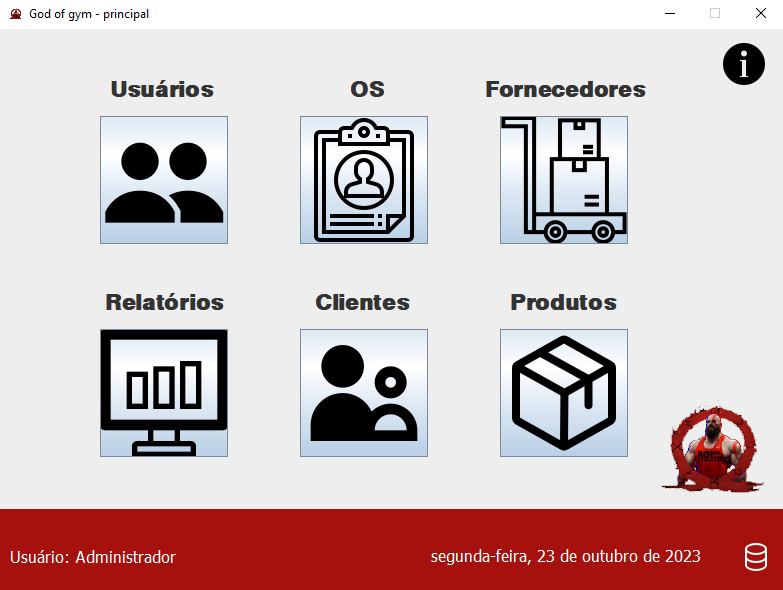 God of gym - principal
i
Usuários
OS
Fornecedores
Relatórios
Clientes
Produtos
Usuário: Administrador
segunda-feira, 23 de outubro de 2023